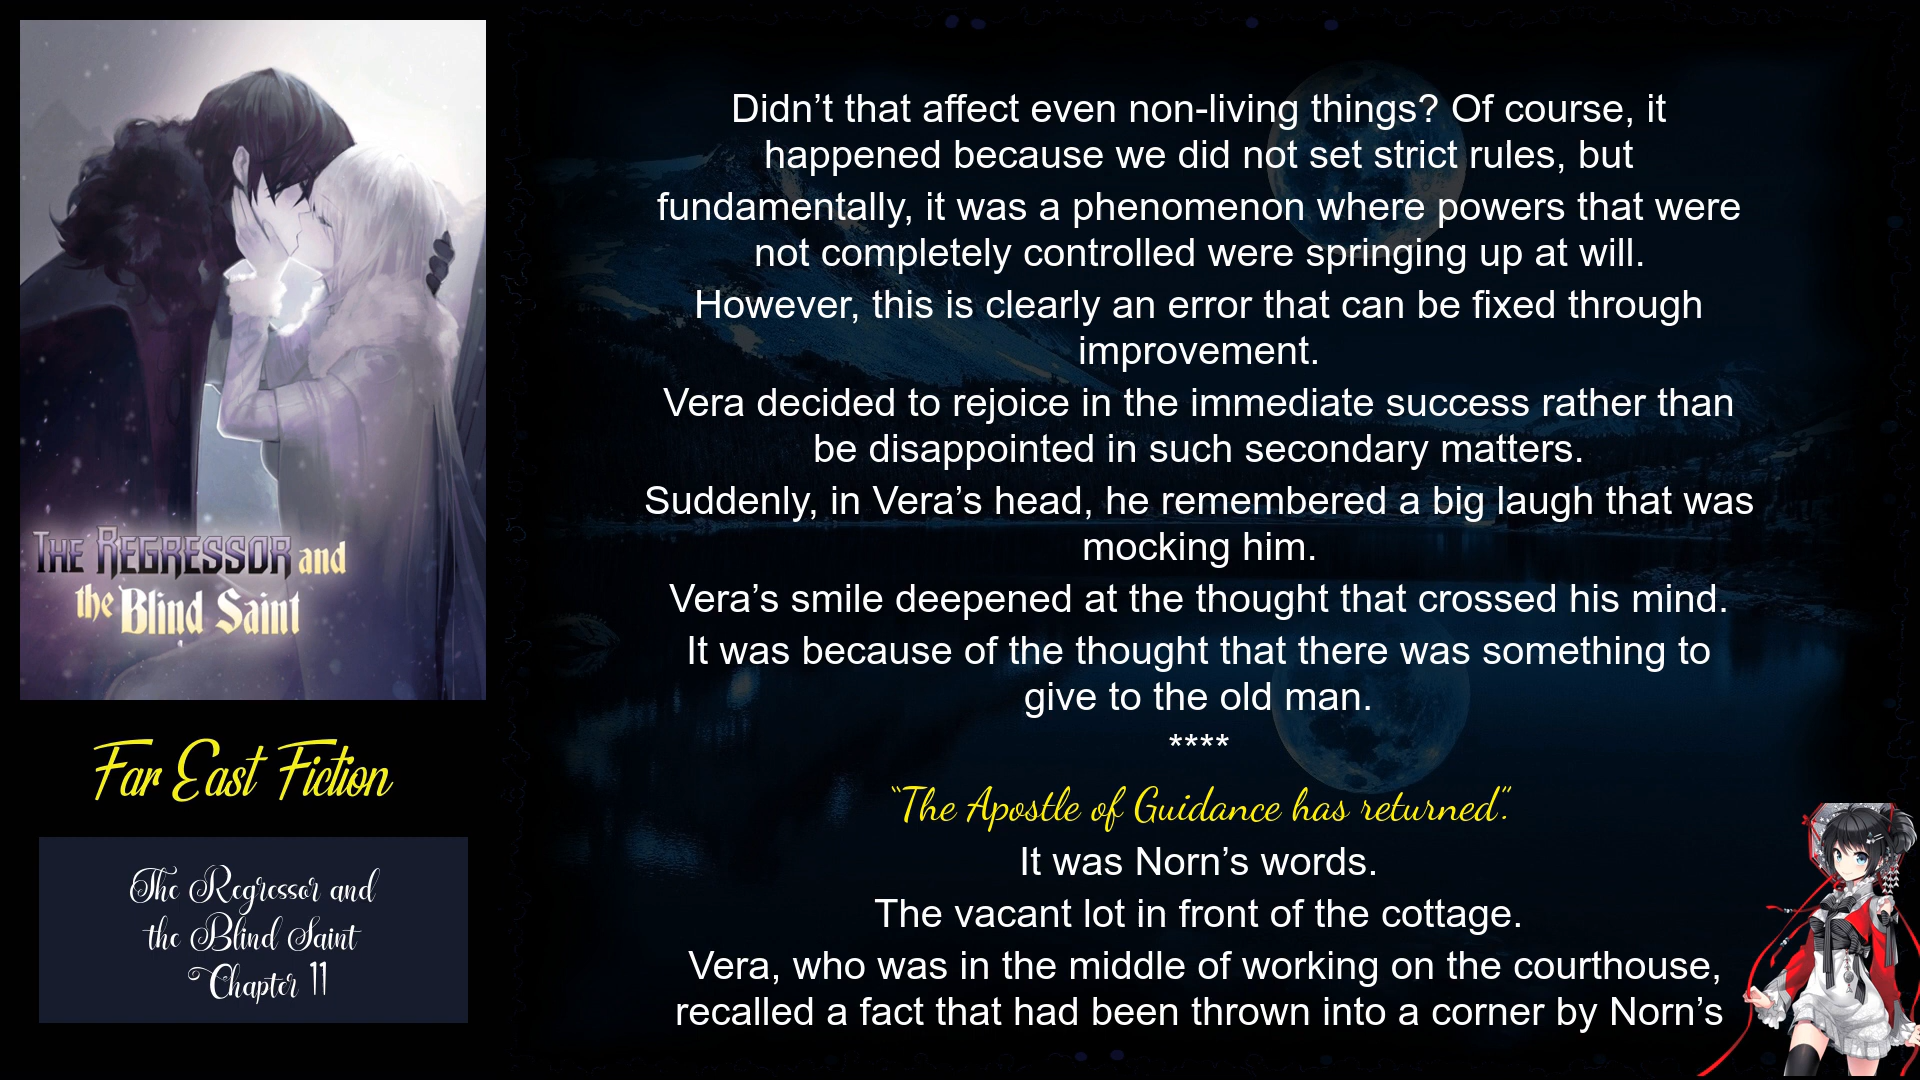 THE REGRESSOR and
the Blind Saint
Far East Fiction
The Regressor and
the Blind Saint
Chapter 11
Didn’t that affect even non-living things? Of course, it
happened because we did not set strict rules, but
fundamentally, it was a phenomenon where powers that were
not completely controlled were springing up at will.
However, this is clearly an error that can be fixed through
improvement.
Vera decided to rejoice in the immediate success rather than
be disappointed in such secondary matters.
Suddenly, in Vera’s head, he remembered a big laugh that was
mocking him.
Vera’s smile deepened at the thought that crossed his mind.
It was because of the thought that there was something to
give to the old man.
****
“The Apostle of Guidance has returned”.
It was Norn’s words.
The vacant lot in front of the cottage.
Vera, who was in the middle of working on the courthouse,
recalled a fact that had been thrown into a corner by Norn’s